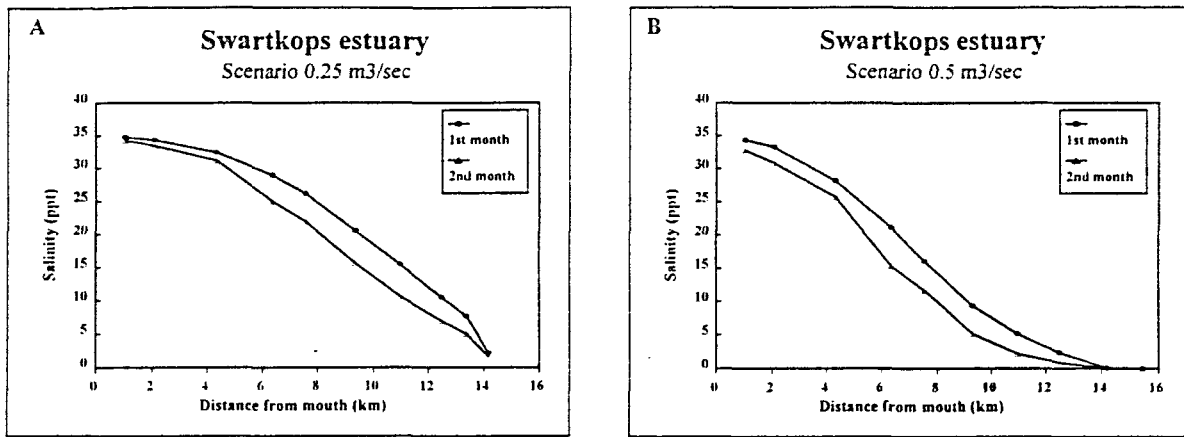 A
Swartkops estuary
Scenario 0.25 m3/sec
40
35
30
25
20
15
10
5
0
Salinity (ppt)
1st month
2nd month
0 2 4 6 8 10 12 14 16
Distance from mouth (km)
B
Swartkops estuary
Scenario 0.5 m3/sec
40
35
30
25
20
15
10
5
0
Salinity (ppt)
1st month
2nd month
0 2 4 6 8 10 12 14 16
Distance from mouth (km)